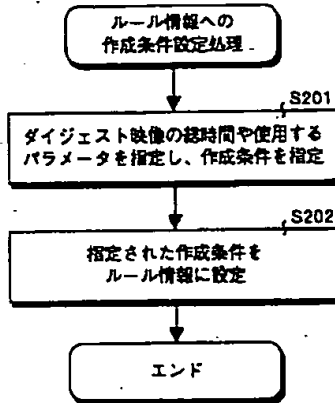 ルール情報への
作成条件設定処理
S201
ダイジェスト映像の総時間や使用する
パラメータを指定し、作成条件を指定
S202
指定された作成条件を
ルール情報に設定
エンド